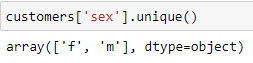 customers['sex'].unique()
array(['f', 'm'], dtype=object)